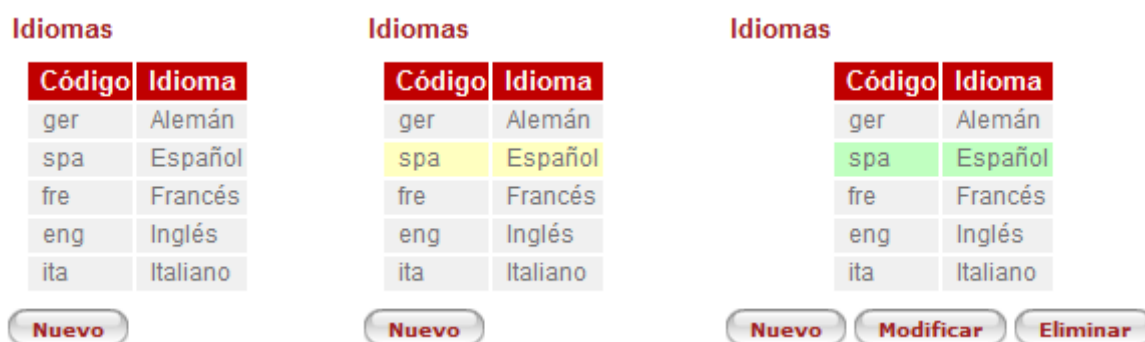 Idiomas
Código Idioma
ger Alemán
spa Español
fre Francés
eng Inglés
ita Italiano
Nuevo
Idiomas
Código Idioma
ger Alemán
spa Español
fre Francés
eng Inglés
ita Italiano
Nuevo
Idiomas
Código Idioma
ger Alemán
spa Español
fre Francés
eng Inglés
ita Italiano
Nuevo Modificar Eliminar